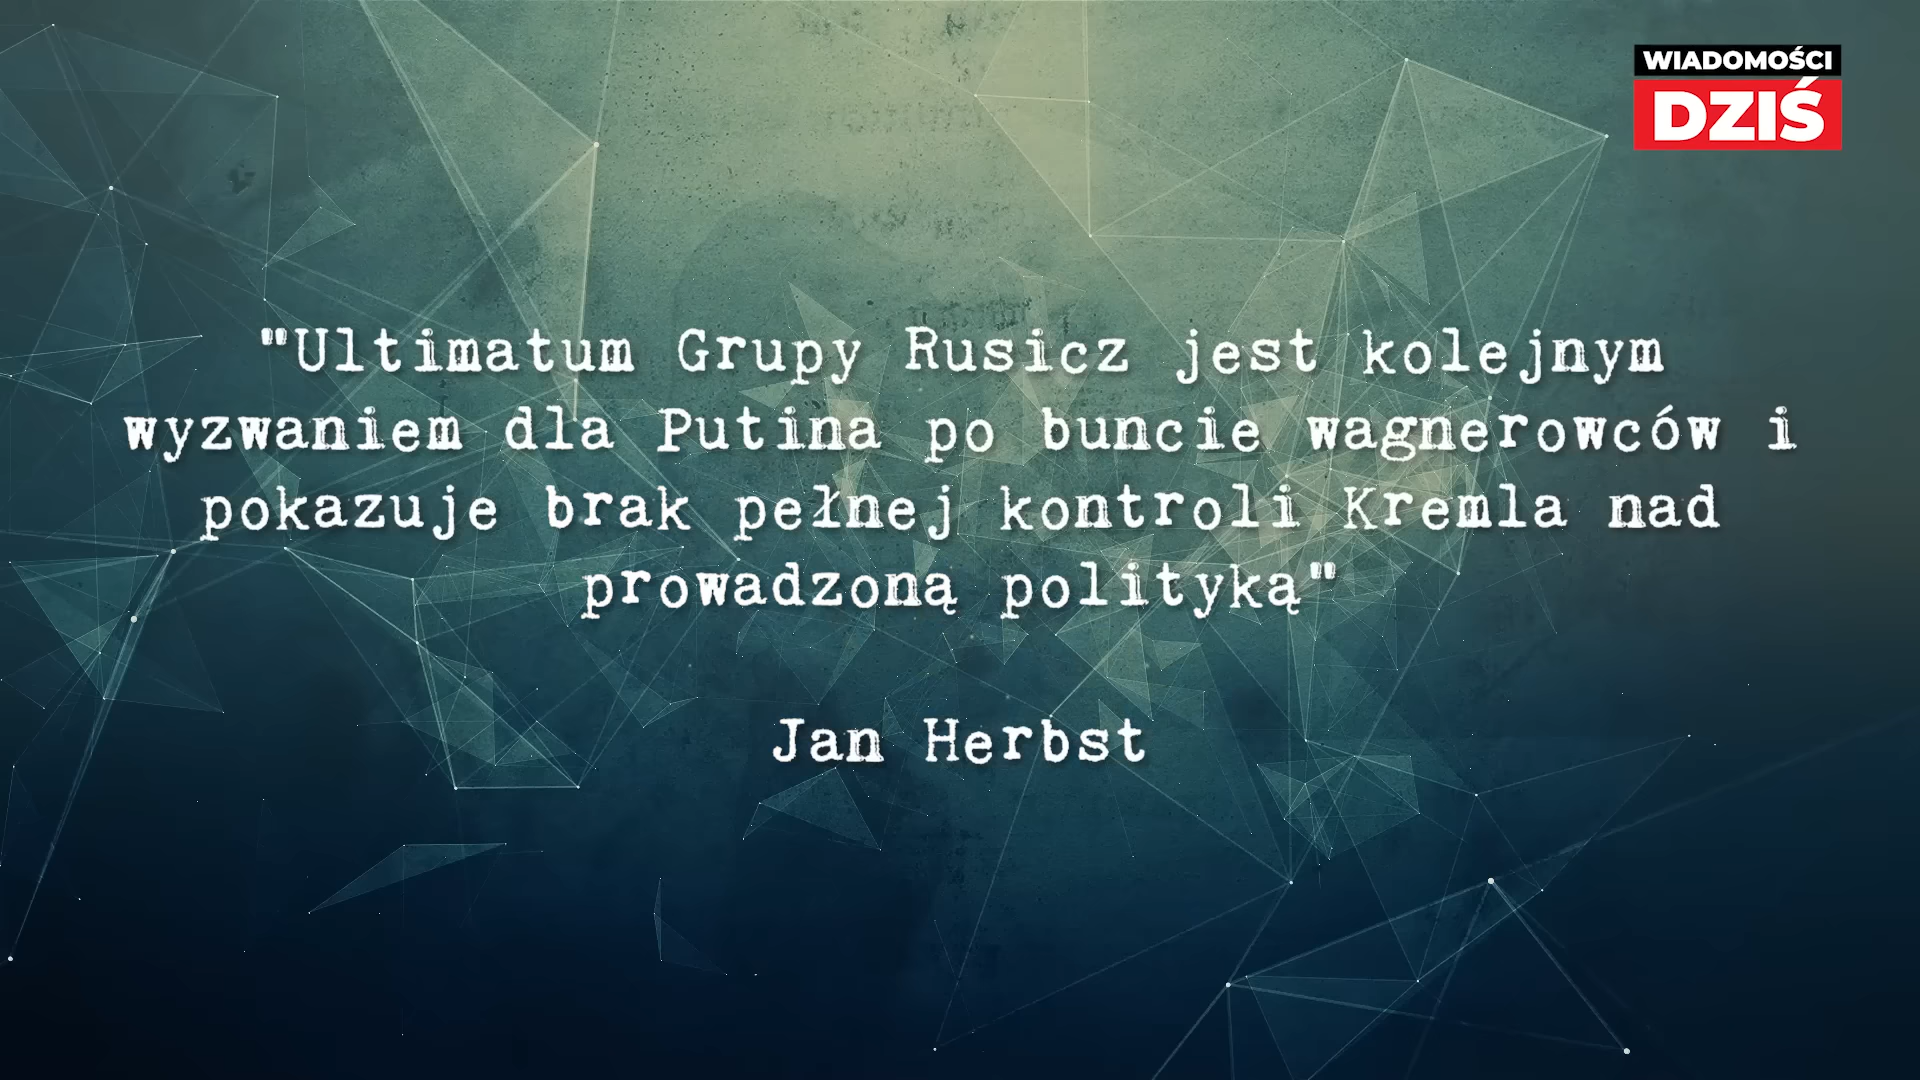 WIADOMOŚCI
DZIŚ
"Ultimatum Grupy Rusicz jest kolejnym
wyzwaniem dla Putina po buncie wagnerowców i
pokazuje brak pełnej kontroli Kremla nad
prowadzoną polityką"
Jan Herbst